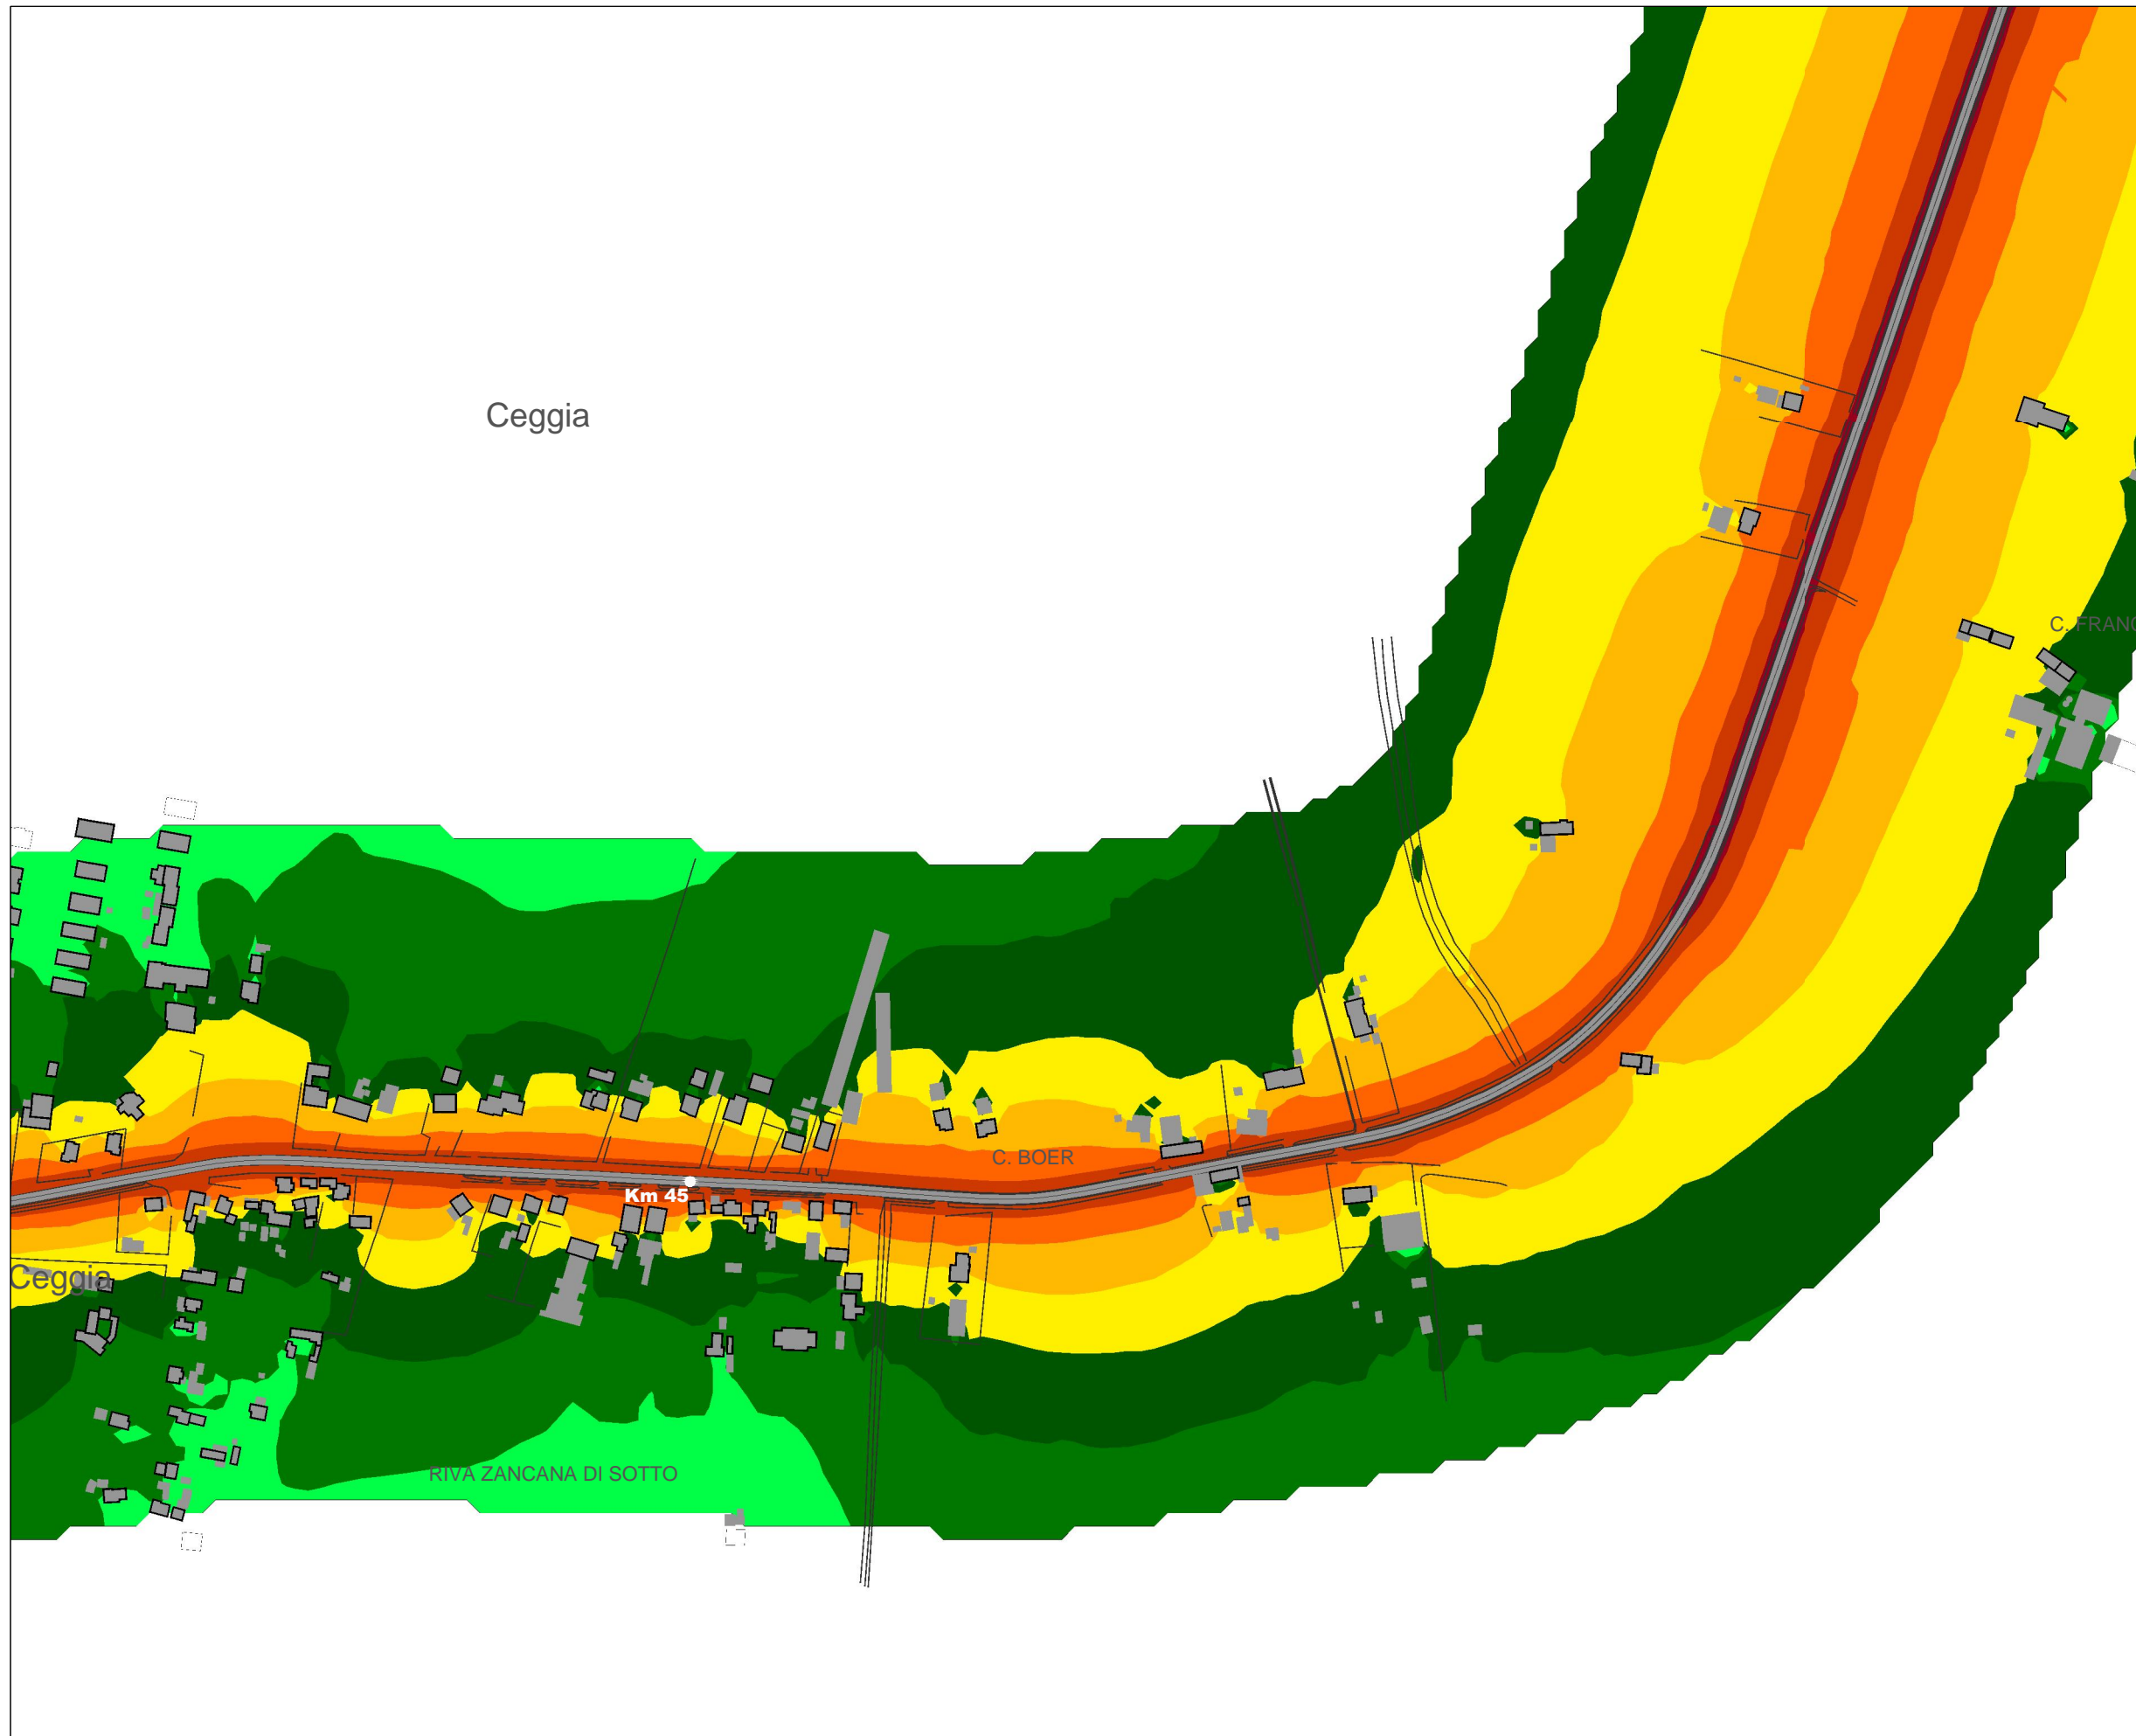 Ceggia
C. FRANC
C. BOER
Km 45
Ceggia
RIVA ZANCANA DI SOTTO